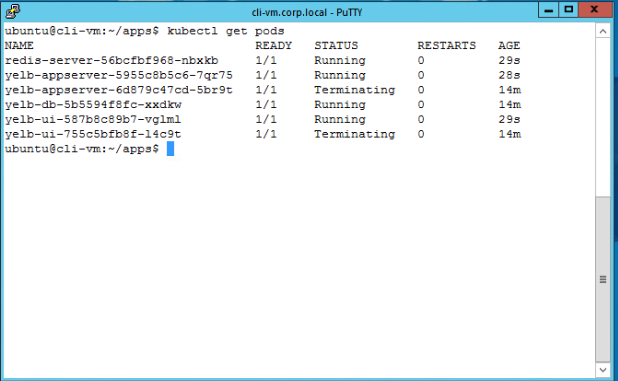 cli-vm.corp.local - PuTTY
ubuntu@cli-vm:~/apps$ kubectl get pods
NAME READY STATUS RESTARTS AGE
redis-server-56bcfbf968-nbxkb 1/1 Running 0 29s
yelb-appserver-5955c8b5c6-7qr75 1/1 Running 0 28s
yelb-appserver-6d879c47cd-5br9t 1/1 Terminating 0 14m
yelb-db-5b5594f8fc-xxdkw 1/1 Running 0 14m
yelb-ui-587b8c89b7-vglml 1/1 Running 0 29s
yelb-ui-755c5bfb8f-l4c9t 1/1 Terminating 0 14m
ubuntu@cli-vm:~/apps$